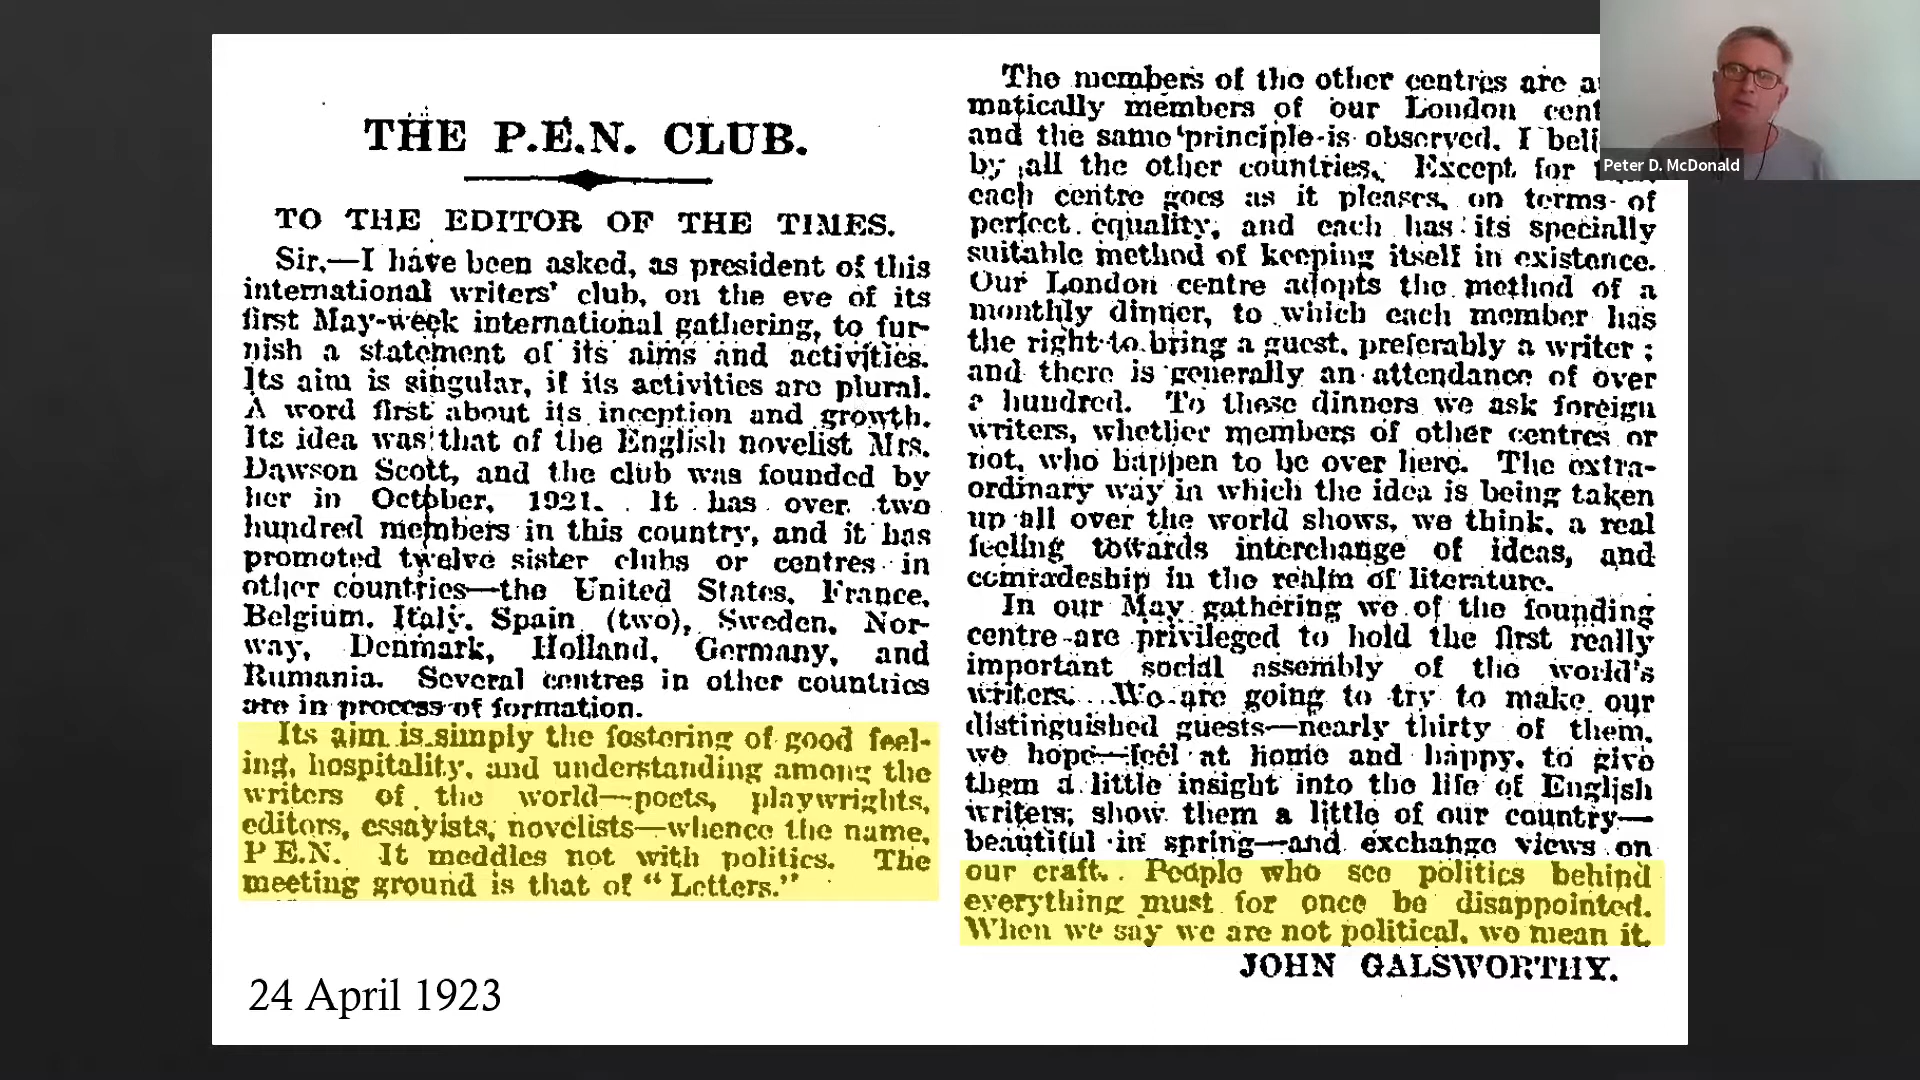 THE P.E.N. CLUB.
TO THE EDITOR OF THE TIMES.
Sir,—I have been asked, as president of this
international writers' club, on the eve of its
first May-week international gathering, to fur-
nish a statement of its aims and activities.
Its aim is singular, if its activities are plural.
A word first about its inception and growth.
Its idea was that of the English novelist Mrs.
Dawson Scott, and the club was founded by
her in October, 1921. It has over two
hundred members in this country, and it has
promoted twelve sister clubs or centres in
other countries—the United States, France,
Belgium, Italy, Spain (two), Sweden, Nor-
way, Denmark, Holland, Germany, and
Rumania. Several centres in other countries
are in process of formation.
Its aim is simply the fostering of good feel-
ing, hospitality, and understanding among the
writers of the world—poets, playwrights,
editors, essayists, novelists—whence the name,
P.E.N. It meddles not with politics. The
meeting ground is that of "Letters."
24 April 1923
The members of the other centres are
matically members of our London
and the same principle is observed, I
by all the other countries. Except for
each centre goes as it pleases, on terms of
perfect equality, and each has its specially
suitable method of keeping itself in existence.
Our London centre adopts the method of a
monthly dinner, to which each member has
the right to bring a guest, preferably a writer;
and there is generally an attendance of over
a hundred. To these dinners we ask foreign
writers, whether members of other centres or
not, who happen to be over here. The extra-
ordinary way in which the idea is being taken
up all over the world shows, we think, a real
feeling towards interchange of ideas, and
comradeship in the realm of literature.
In our May gathering we of the founding
centre are privileged to hold the first really
important social assembly of the world's
writers. We are going to try to make our
distinguished guests—nearly thirty of them,
we hope—feel at home and happy, to give
them a little insight into the life of English
writers; show them a little of our country—
beautiful in spring—and exchange views on
our craft. People who see politics behind
everything must for once be disappointed.
When we say we are not political, we mean it.
JOHN GALSWORTHY.
Peter D. McDonald